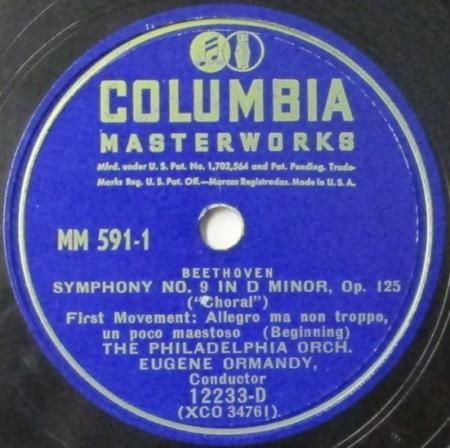 COLUMBIA
MASTERWORKS
Mfrd. under U. S. Pat. No. 1,702,564 and Pat. Pending. Trade-
Marks Reg. U. S. Pat. Off.—Marcas Registradas. Made in U. S. A.
MM 591-1
BEETHOVEN
SYMPHONY NO. 9 IN D MINOR, Op. 125
("Choral")
First Movement: Allegro ma non troppo,
un poco maestoso (Beginning)
THE PHILADELPHIA ORCH.
EUGENE ORMANDY,
Conductor
12233-D
(XCO 34761)